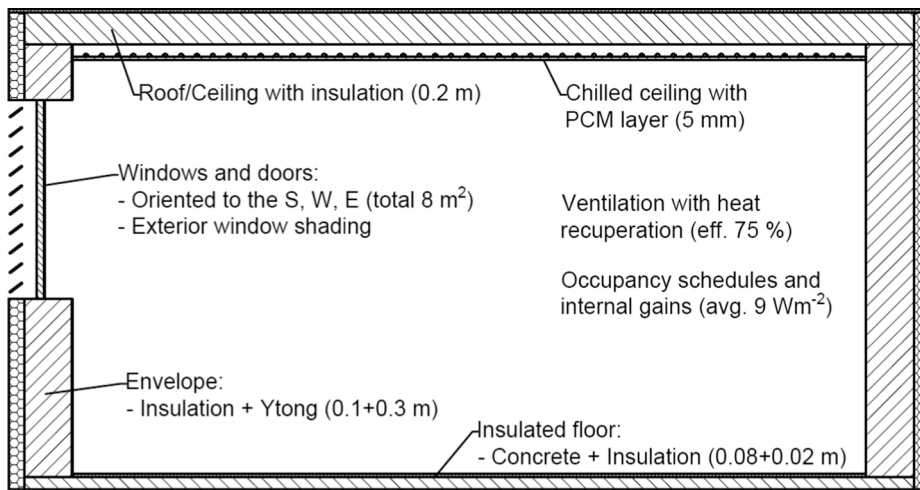 Roof/Ceiling with insulation (0.2 m)
Chilled ceiling with
PCM layer (5 mm)
Windows and doors:
- Oriented to the S, W, E (total 8 m²)
- Exterior window shading
Ventilation with heat
recuperation (eff. 75 %)
Occupancy schedules and
internal gains (avg. 9 Wm⁻²)
Envelope:
- Insulation + Ytong (0.1+0.3 m)
Insulated floor:
- Concrete + Insulation (0.08+0.02 m)